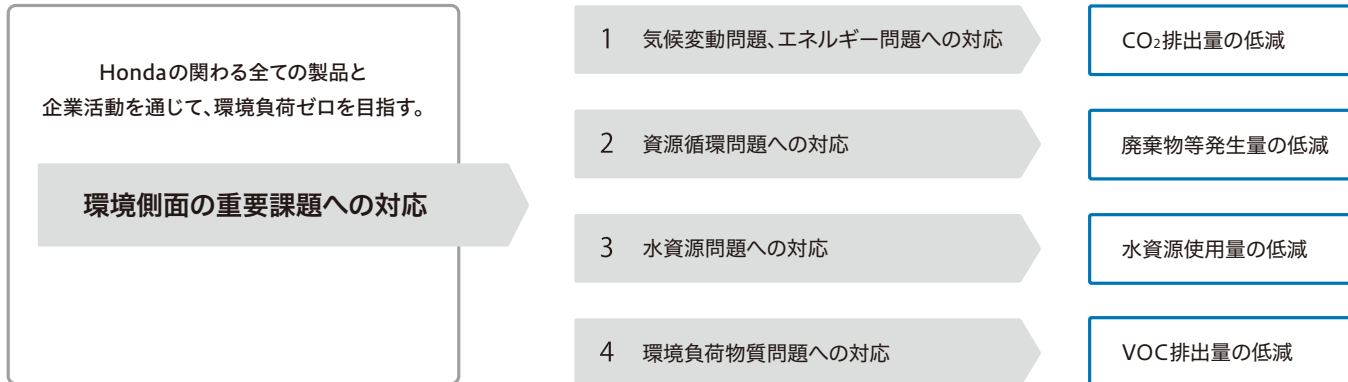 Hondaの関わる全ての製品と
企業活動を通じて、環境負荷ゼロを目指す。
環境側面の重要課題への対応
1 気候変動問題、エネルギー問題への対応
CO₂排出量の低減
2 資源循環問題への対応
廃棄物等発生量の低減
3 水資源問題への対応
水資源使用量の低減
4 環境負荷物質問題への対応
VOC排出量の低減